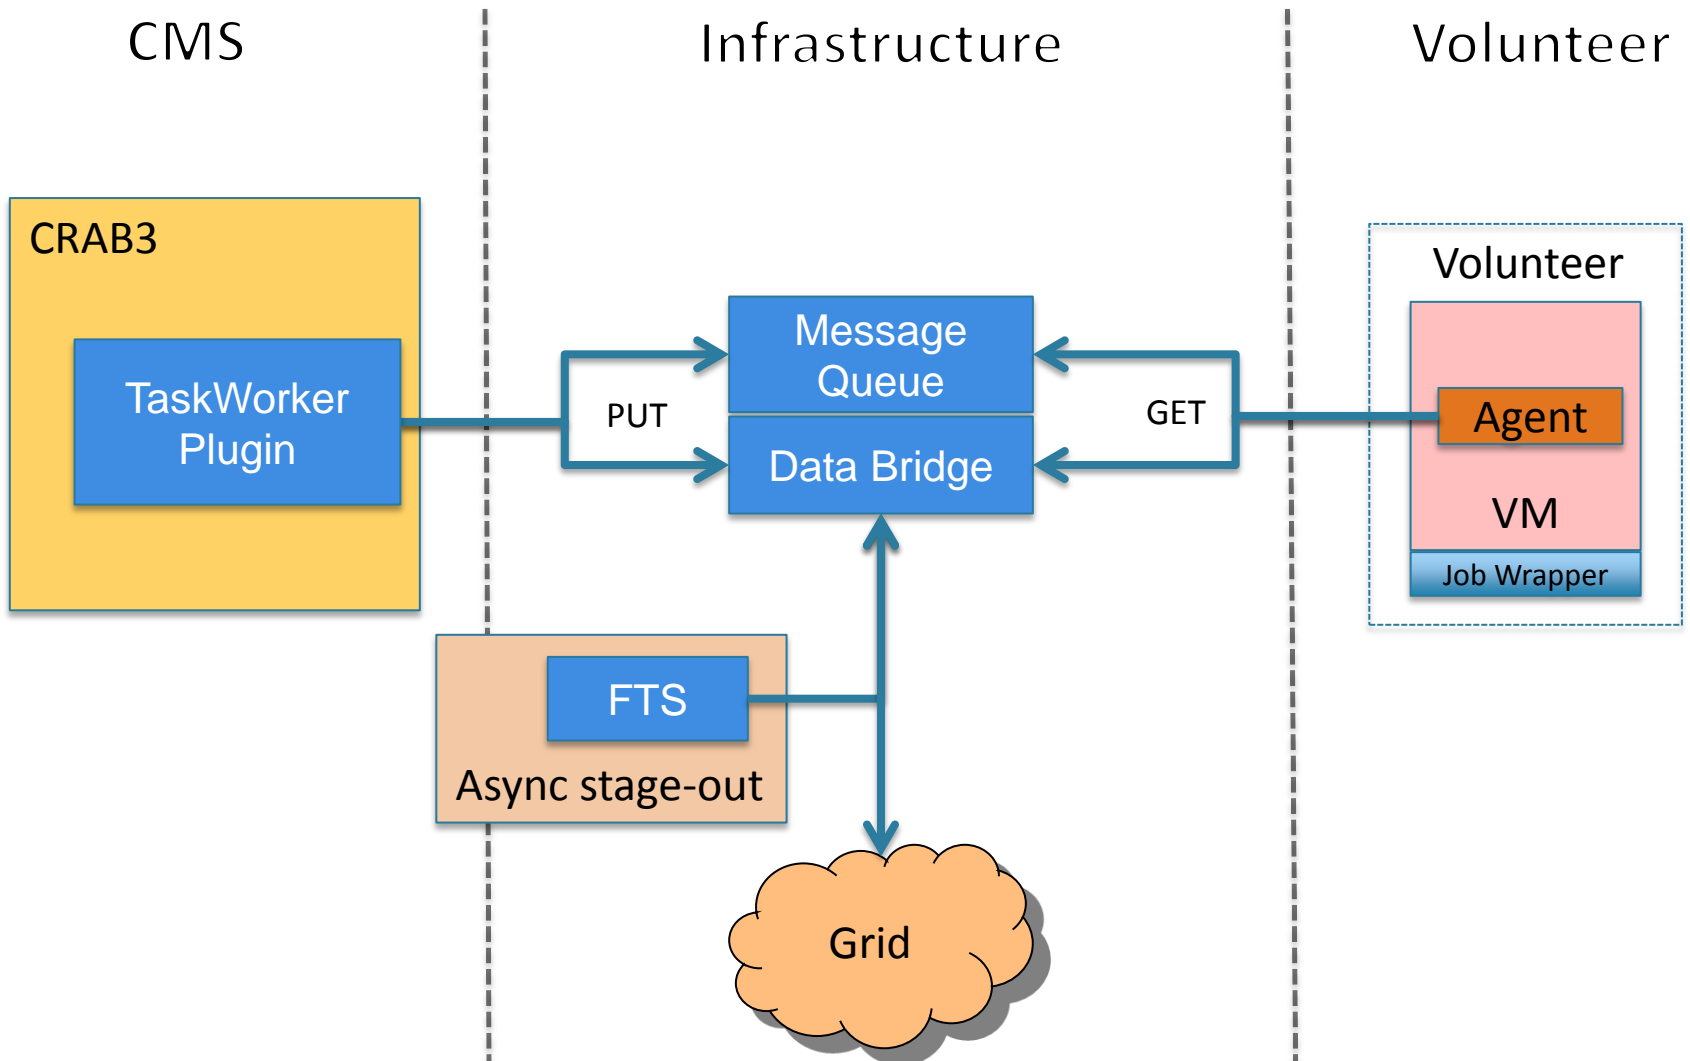 CMS
Infrastructure
Volunteer
CRAB3
TaskWorker
Plugin
PUT
Message
Queue
Data Bridge
GET
Volunteer
Agent
VM
Job Wrapper
FTS
Async stage-out
Grid